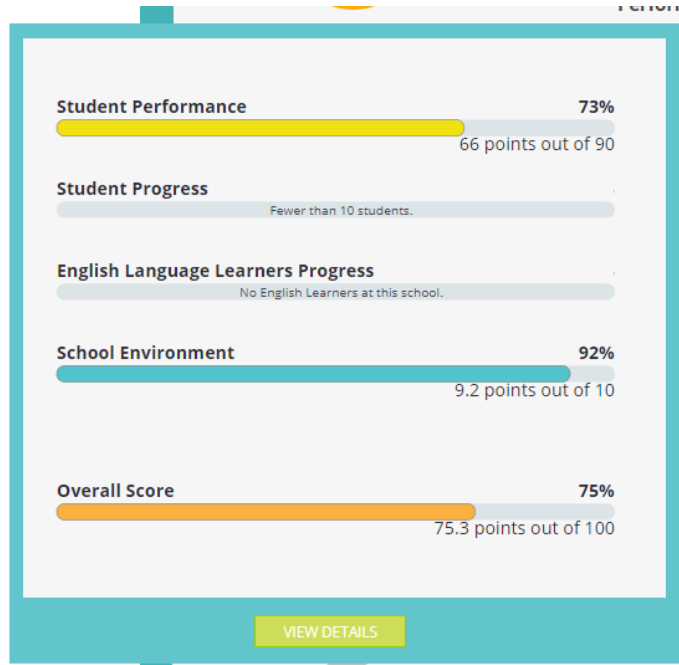 Student Performance 73%
66 points out of 90
Student Progress
Fewer than 10 students.
English Language Learners Progress
No English Learners at this school.
School Environment 92%
9.2 points out of 10
Overall Score 75%
75.3 points out of 100
VIEW DETAILS